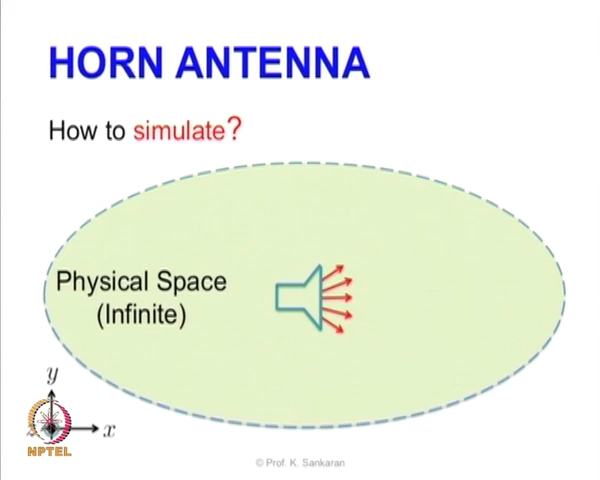 HORN ANTENNA
How to simulate?
Physical Space
(Infinite)
y
x
NPTEL
© Prof. K. Sankaran